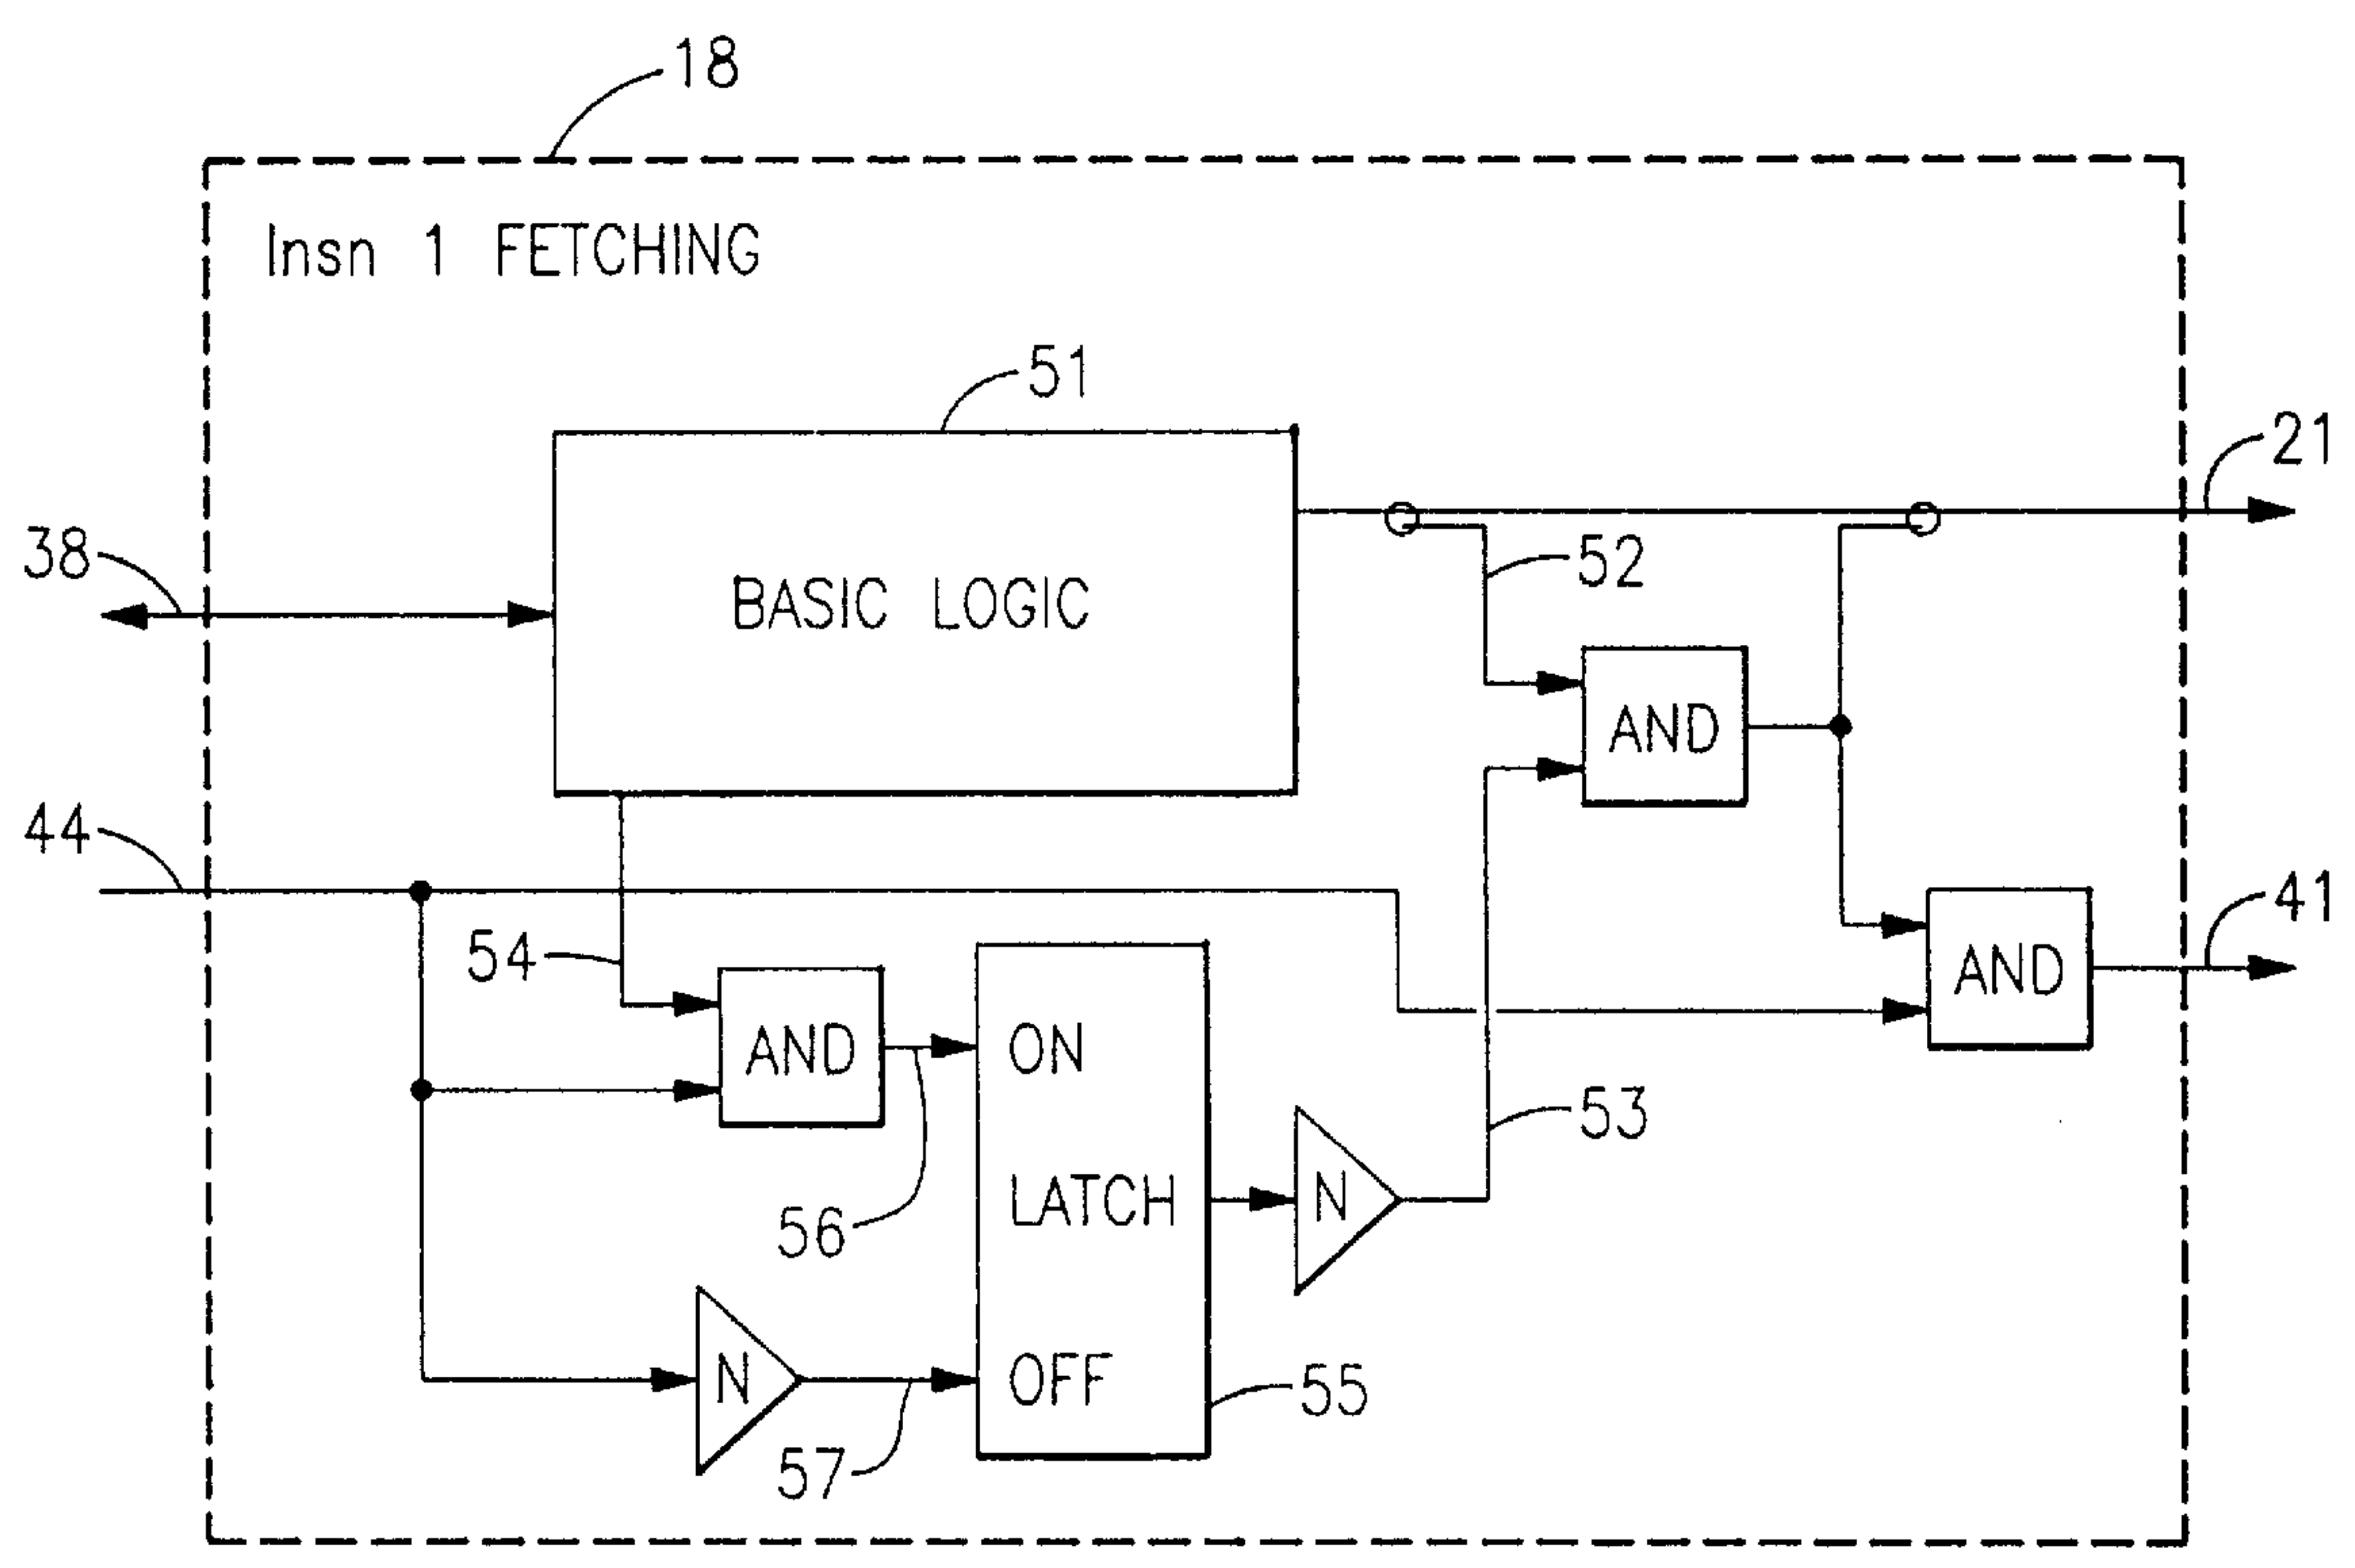 18
Insn 1 FETCHING
51
21
38
BASIC LOGIC
52
AND
44
41
54
AND
AND
ON
53
56
LATCH
N
N
OFF
55
57